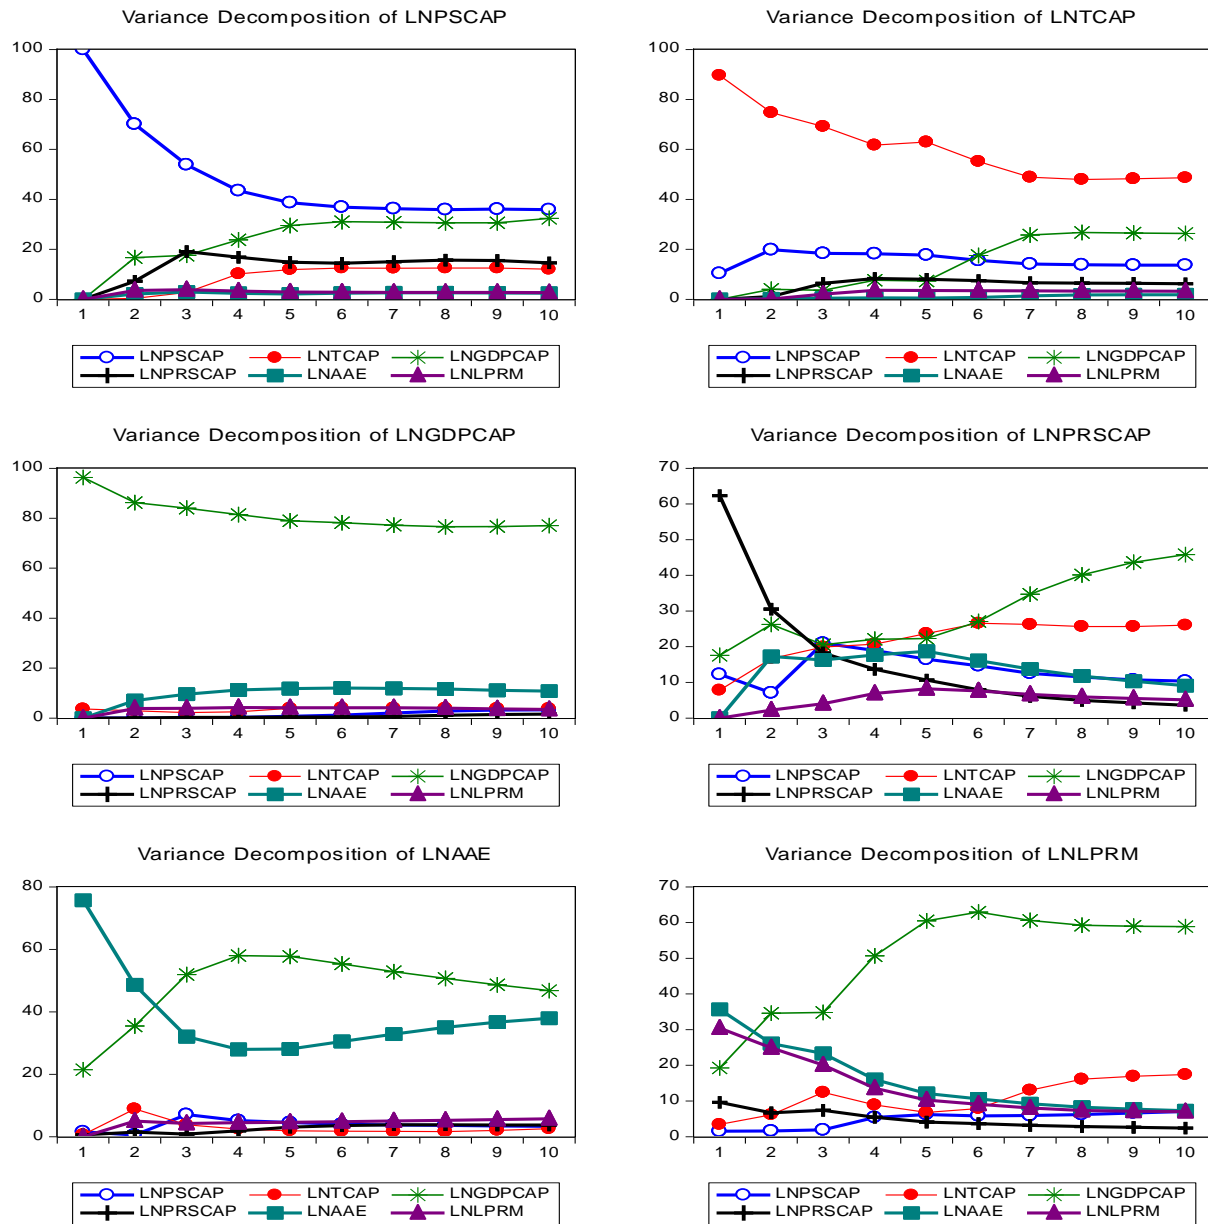 Variance Decomposition of LNPSCAP
100
80
60
40
20
0
1 2 3 4 5 6 7 8 9 10
LNPSCAP LNTCAP LNGDPCAP
LNPRSCAP LNAAE LNLPRM
Variance Decomposition of LNTCAP
100
80
60
40
20
0
1 2 3 4 5 6 7 8 9 10
LNPSCAP LNTCAP LNGDPCAP
LNPRSCAP LNAAE LNLPRM
Variance Decomposition of LNGDPCAP
100
80
60
40
20
0
1 2 3 4 5 6 7 8 9 10
LNPSCAP LNTCAP LNGDPCAP
LNPRSCAP LNAAE LNLPRM
Variance Decomposition of LNPRSCAP
70
60
50
40
30
20
10
0
1 2 3 4 5 6 7 8 9 10
LNPSCAP LNTCAP LNGDPCAP
LNPRSCAP LNAAE LNLPRM
Variance Decomposition of LNAAE
80
60
40
20
0
1 2 3 4 5 6 7 8 9 10
LNPSCAP LNTCAP LNGDPCAP
LNPRSCAP LNAAE LNLPRM
Variance Decomposition of LNLPRM
70
60
50
40
30
20
10
0
1 2 3 4 5 6 7 8 9 10
LNPSCAP LNTCAP LNGDPCAP
LNPRSCAP LNAAE LNLPRM